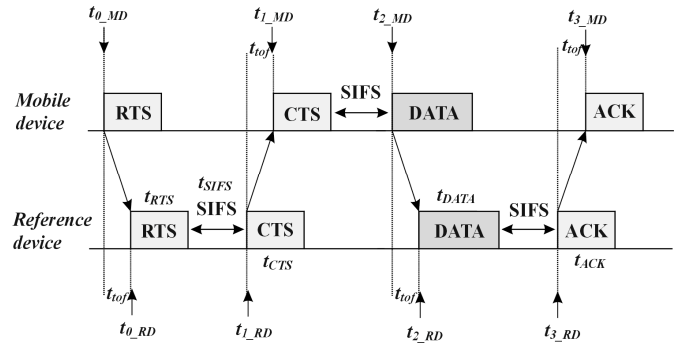 t0_MD t1_MD t2_MD t3_MD
ttof ttof
SIFS
Mobile device
RTS CTS DATA ACK
tRTS tSIFS tDATA
SIFS SIFS
Reference device
RTS CTS DATA ACK
tCTS tACK
ttof ttof
t0_RD t1_RD t2_RD t3_RD